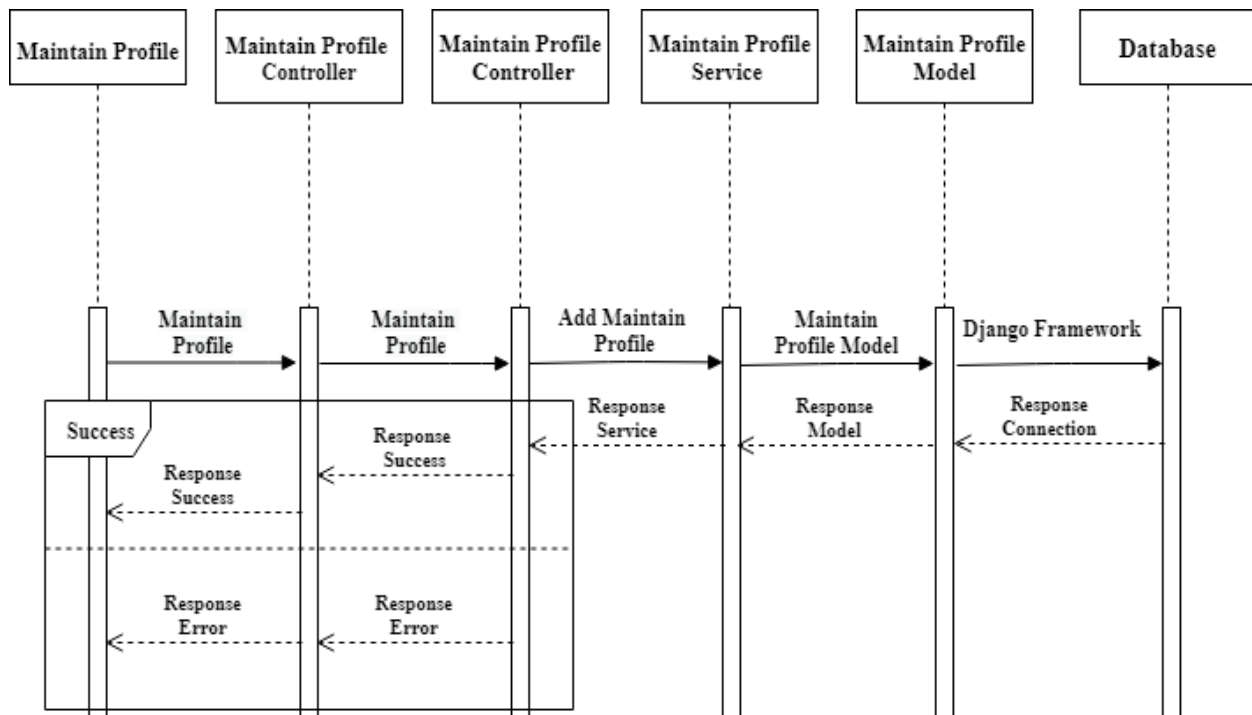 Maintain Profile
Maintain Profile
Controller
Maintain Profile
Controller
Maintain Profile
Service
Maintain Profile
Model
Database
Maintain
Profile
Maintain
Profile
Add Maintain
Profile
Maintain
Profile Model
Django Framework
Success
Response
Success
Response
Success
Response
Service
Response
Model
Response
Connection
Response
Error
Response
Error